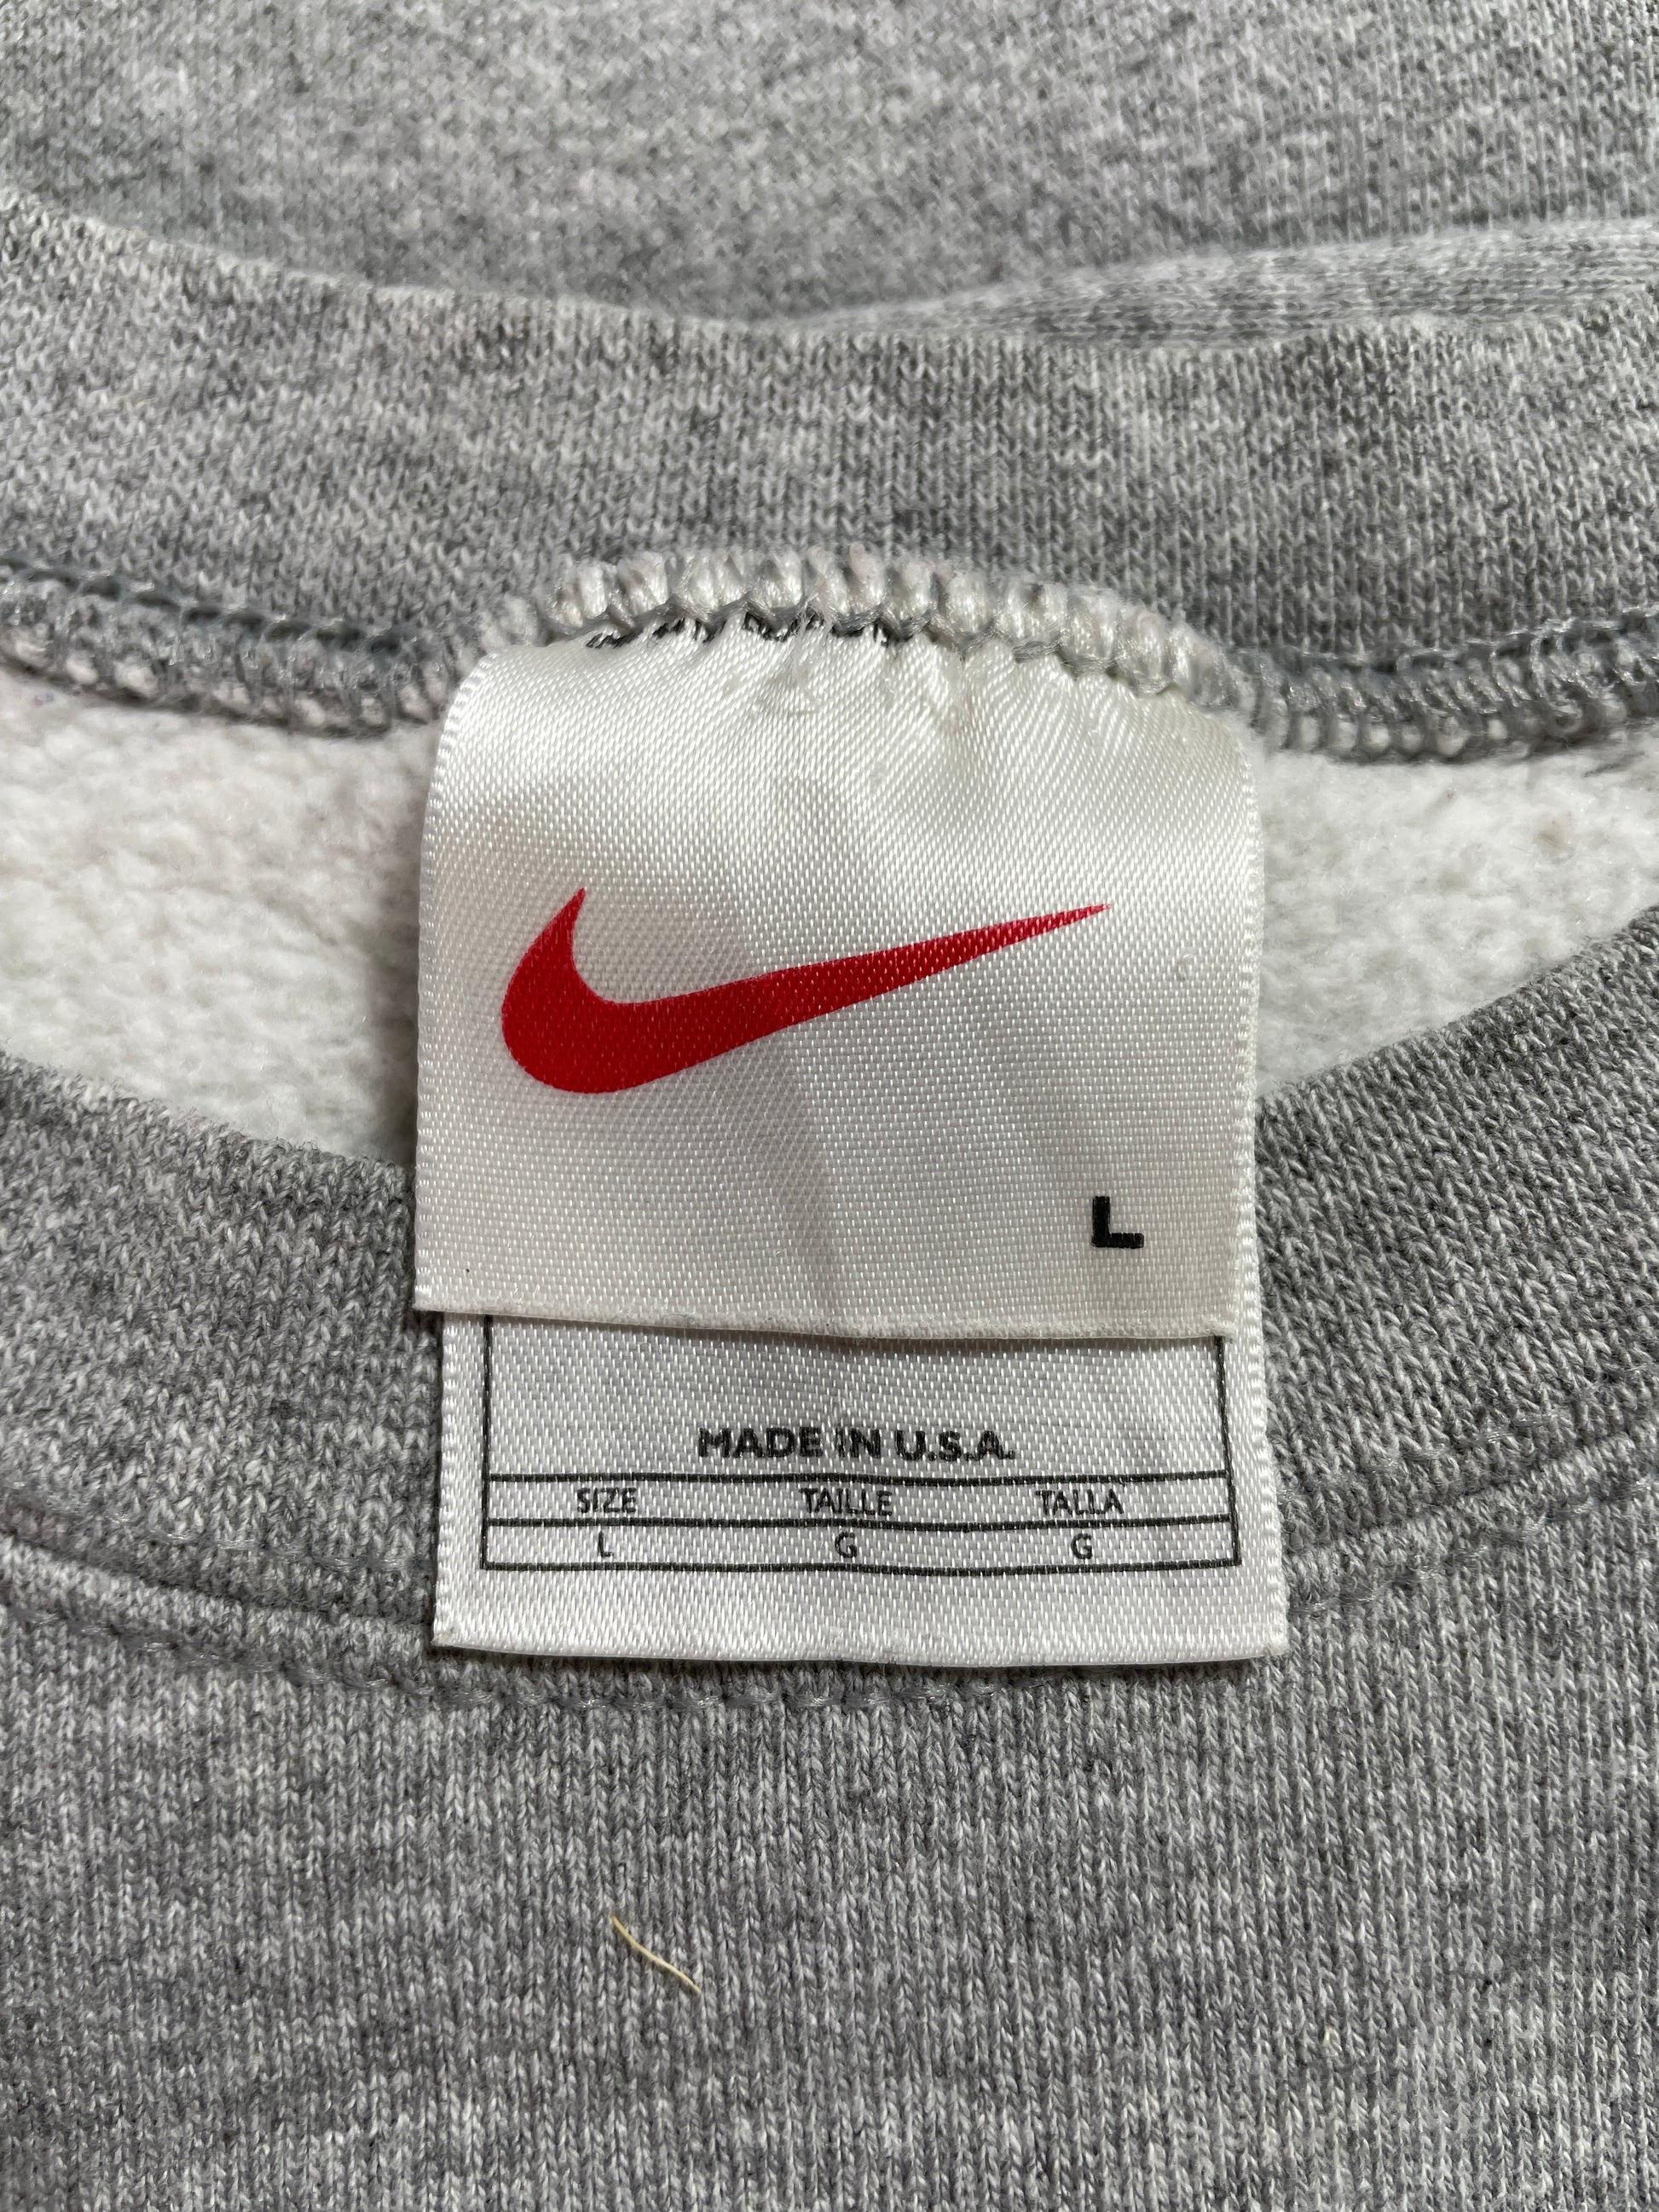 L
MADE IN U.S.A.
SIZE TAILLE TALLA
L G G